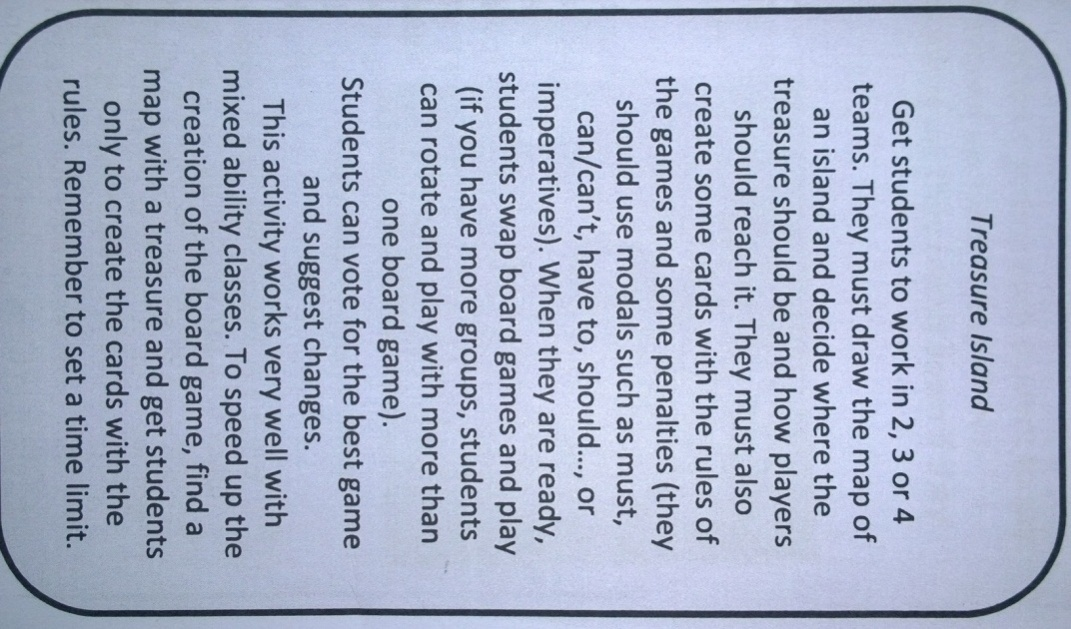 Treasure Island
Get students to work in 2, 3 or 4
teams. They must draw the map of
an island and decide where the
treasure should be and how players
should reach it. They must also
create some cards with the rules of
the games and some penalties (they
should use modals such as must,
can/can't, have to, should..., or
imperatives). When they are ready,
students swap board games and play
(if you have more groups, students
can rotate and play with more than
one board game).
Students can vote for the best game
and suggest changes.
This activity works very well with
mixed ability classes. To speed up the
creation of the board game, find a
map with a treasure and get students
only to create the cards with the
rules. Remember to set a time limit.